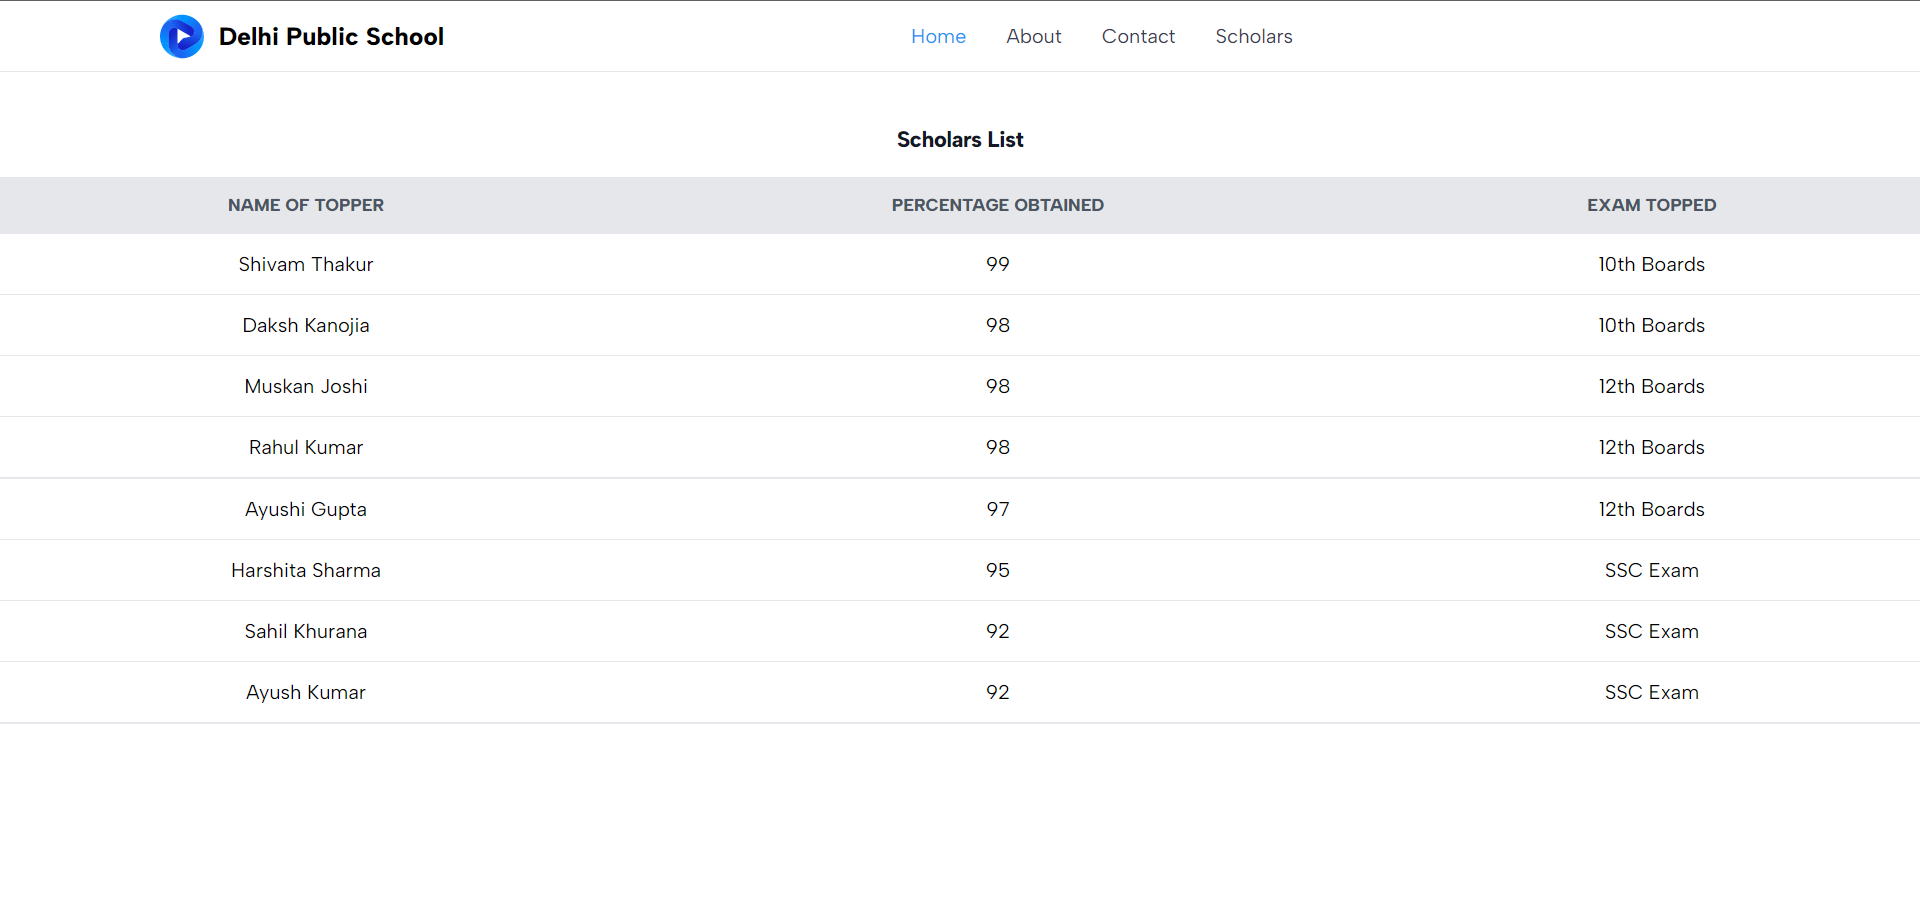 Delhi Public School Home About Contact Scholars
Scholars List
NAME OF TOPPER PERCENTAGE OBTAINED EXAM TOPPED
Shivam Thakur 99 10th Boards
Daksh Kanojia 98 10th Boards
Muskan Joshi 98 12th Boards
Rahul Kumar 98 12th Boards
Ayushi Gupta 97 12th Boards
Harshita Sharma 95 SSC Exam
Sahil Khurana 92 SSC Exam
Ayush Kumar 92 SSC Exam